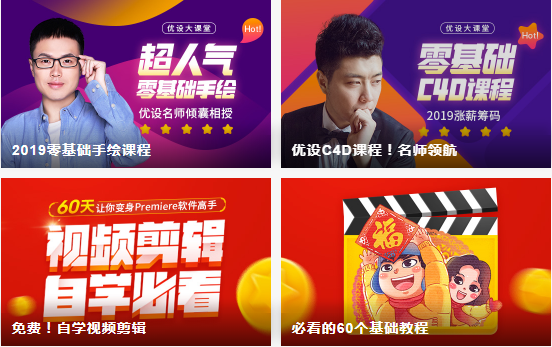 优设大课堂
Hot!
超人气
零基础手绘
优设名师倾囊相授
2019零基础手绘课程
优设大课堂
Hot!
零基础
C4D课程
2019涨薪筹码
优设C4D课程！名师领航
60天让你变身Premiere软件高手
视频剪辑
自学必看
免费！自学视频剪辑
福
必看的60个基础教程